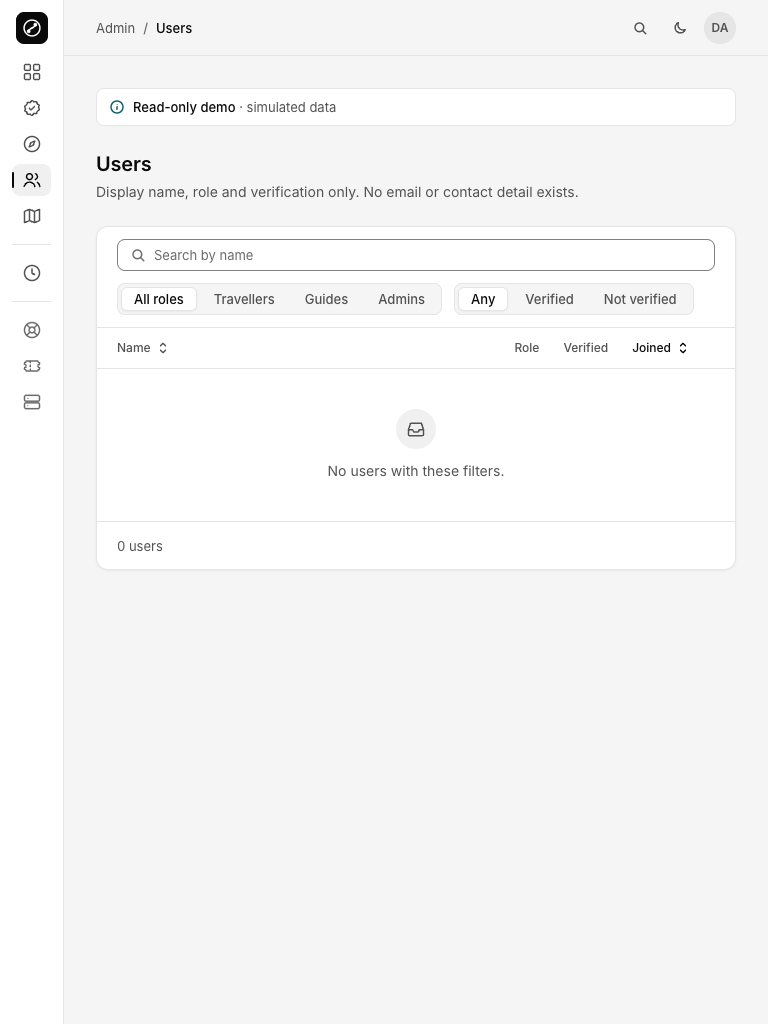 Admin / Users
DA
Read-only demo · simulated data
Users
Display name, role and verification only. No email or contact detail exists.
Search by name
All roles Travellers Guides Admins Any Verified Not verified
Name Role Verified Joined
No users with these filters.
0 users